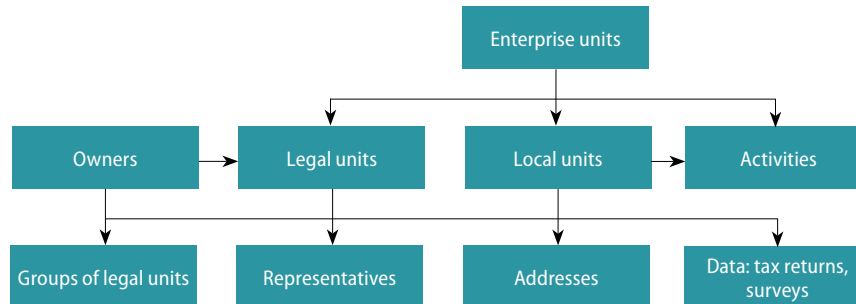 Enterprise units
Owners
Legal units
Local units
Activities
Groups of legal units
Representatives
Addresses
Data: tax returns,
surveys